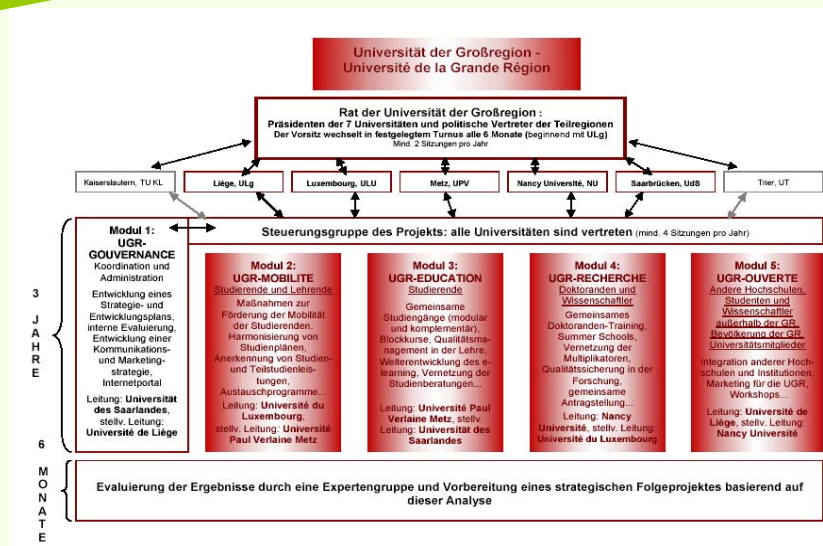 Universität der Großregion -
Université de la Grande Région
Rat der Universität der Großregion :
Präsidenten der 7 Universitäten und politische Vertreter der Teilregionen
Der Vorsitz wechselt in festgelegtem Turnus alle 6 Monate (beginnend mit ULg)
Mind. 2 Sitzungen pro Jahr
Kaiserslautern, TU KL
Liège, ULg
Luxembourg, ULU
Metz, UPV
Nancy Université, NU
Saarbrücken, UdS
Trier, UT
Steuerungsgruppe des Projekts: alle Universitäten sind vertreten (mind. 4 Sitzungen pro Jahr)
3
JAHRE
Modul 1:
UGR-
GOUVERNANCE
Koordination und
Administration
Entwicklung eines
Strategie- und
Entwicklungsplans,
interne Evaluierung,
Entwicklung einer
Kommunikations-
und Marketing-
strategie,
Internetportal
Leitung: Universität
des Saarlandes,
stellv. Leitung:
Université de Liège
Modul 2:
UGR-MOBILITE
Studierende und Lehrende
Maßnahmen zur
Förderung der Mobilität
der Studierenden.
Harmonisierung von
Studienplänen,
Anerkennung von Studien-
und Teilstudienleis-
tungen,
Austauschprogramme...
Leitung: Université du
Luxembourg,
stellv. Leitung: Université
Paul Verlaine Metz
Modul 3:
UGR-EDUCATION
Studierende
Gemeinsame
Studiengänge (modular
und komplementär),
Blockkurse, Qualitätsma-
nagement in der Lehre,
Weiterentwicklung des e-
learning, Vernetzung der
Studienberatungen...
Leitung: Université Paul
Verlaine Metz, stellv.
Leitung: Universität des
Saarlandes
Modul 4:
UGR-RECHERCHE
Doktoranden und
Wissenschaftler
Gemeinsames
Doktoranden-Training,
Summer Schools,
Vernetzung der
Multiplikatoren,
Qualitätssicherung in der
Forschung,
gemeinsame
Antragstellung...
Leitung: Nancy
Université, stellv. Leitung:
Université du Luxembourg
Modul 5:
UGR-OUVERTE
Andere Hochschulen,
Studenten und
Wissenschaftler
außerhalb der GR,
Bevölkerung der GR,
Universitätsmitglieder
Integration anderer Hoch-
schulen und Institutionen,
Marketing für die UGR,
Workshops...
Leitung: Université de
Liège, stellv. Leitung:
Nancy Université
6
MONATE
Evaluierung der Ergebnisse durch eine Expertengruppe und Vorbereitung eines strategischen Folgeprojektes basierend auf
dieser Analyse